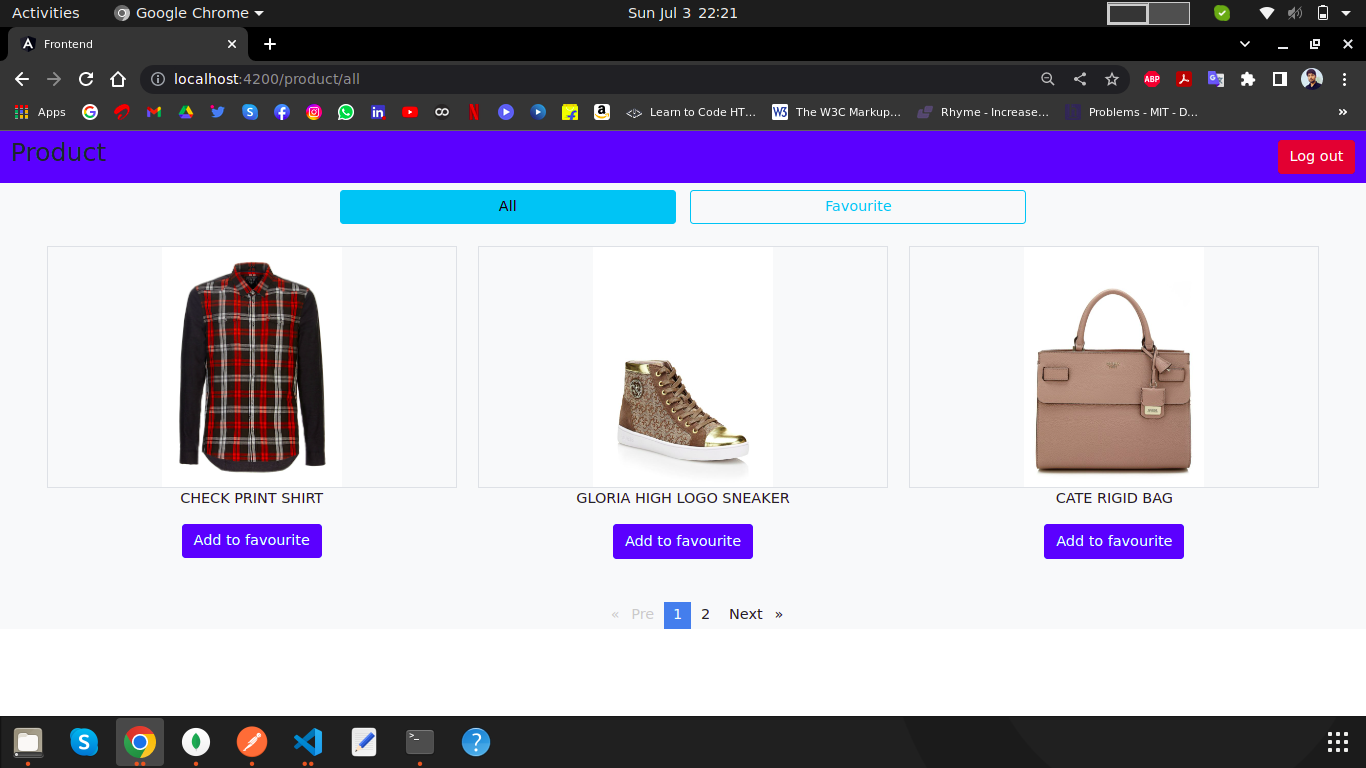 Activities Google Chrome Sun Jul 3 22:21
Frontend
localhost:4200/product/all
ABP
Apps Learn to Code HT... The W3C Markup... Rhyme - Increase... Problems - MIT - D... »
Product
Log out
All Favourite
CHECK PRINT SHIRT GLORIA HIGH LOGO SNEAKER CATE RIGID BAG
Add to favourite Add to favourite Add to favourite
« Pre 1 2 Next »